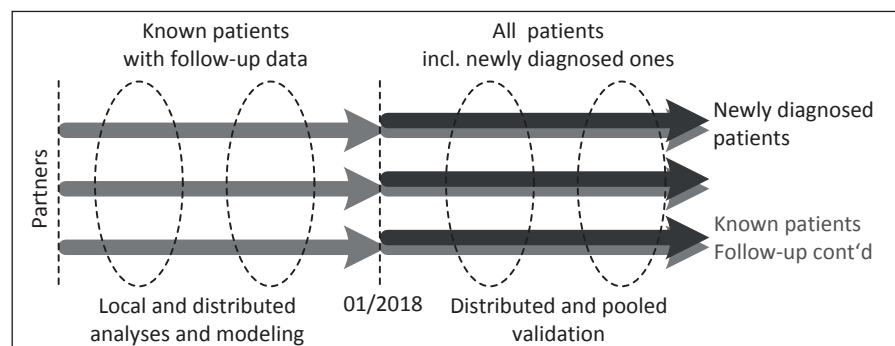 Known patients
with follow-up data
All patients
incl. newly diagnosed ones
Partners
Newly diagnosed
patients
Known patients
Follow-up cont‘d
Local and distributed
analyses and modeling
01/2018
Distributed and pooled
validation